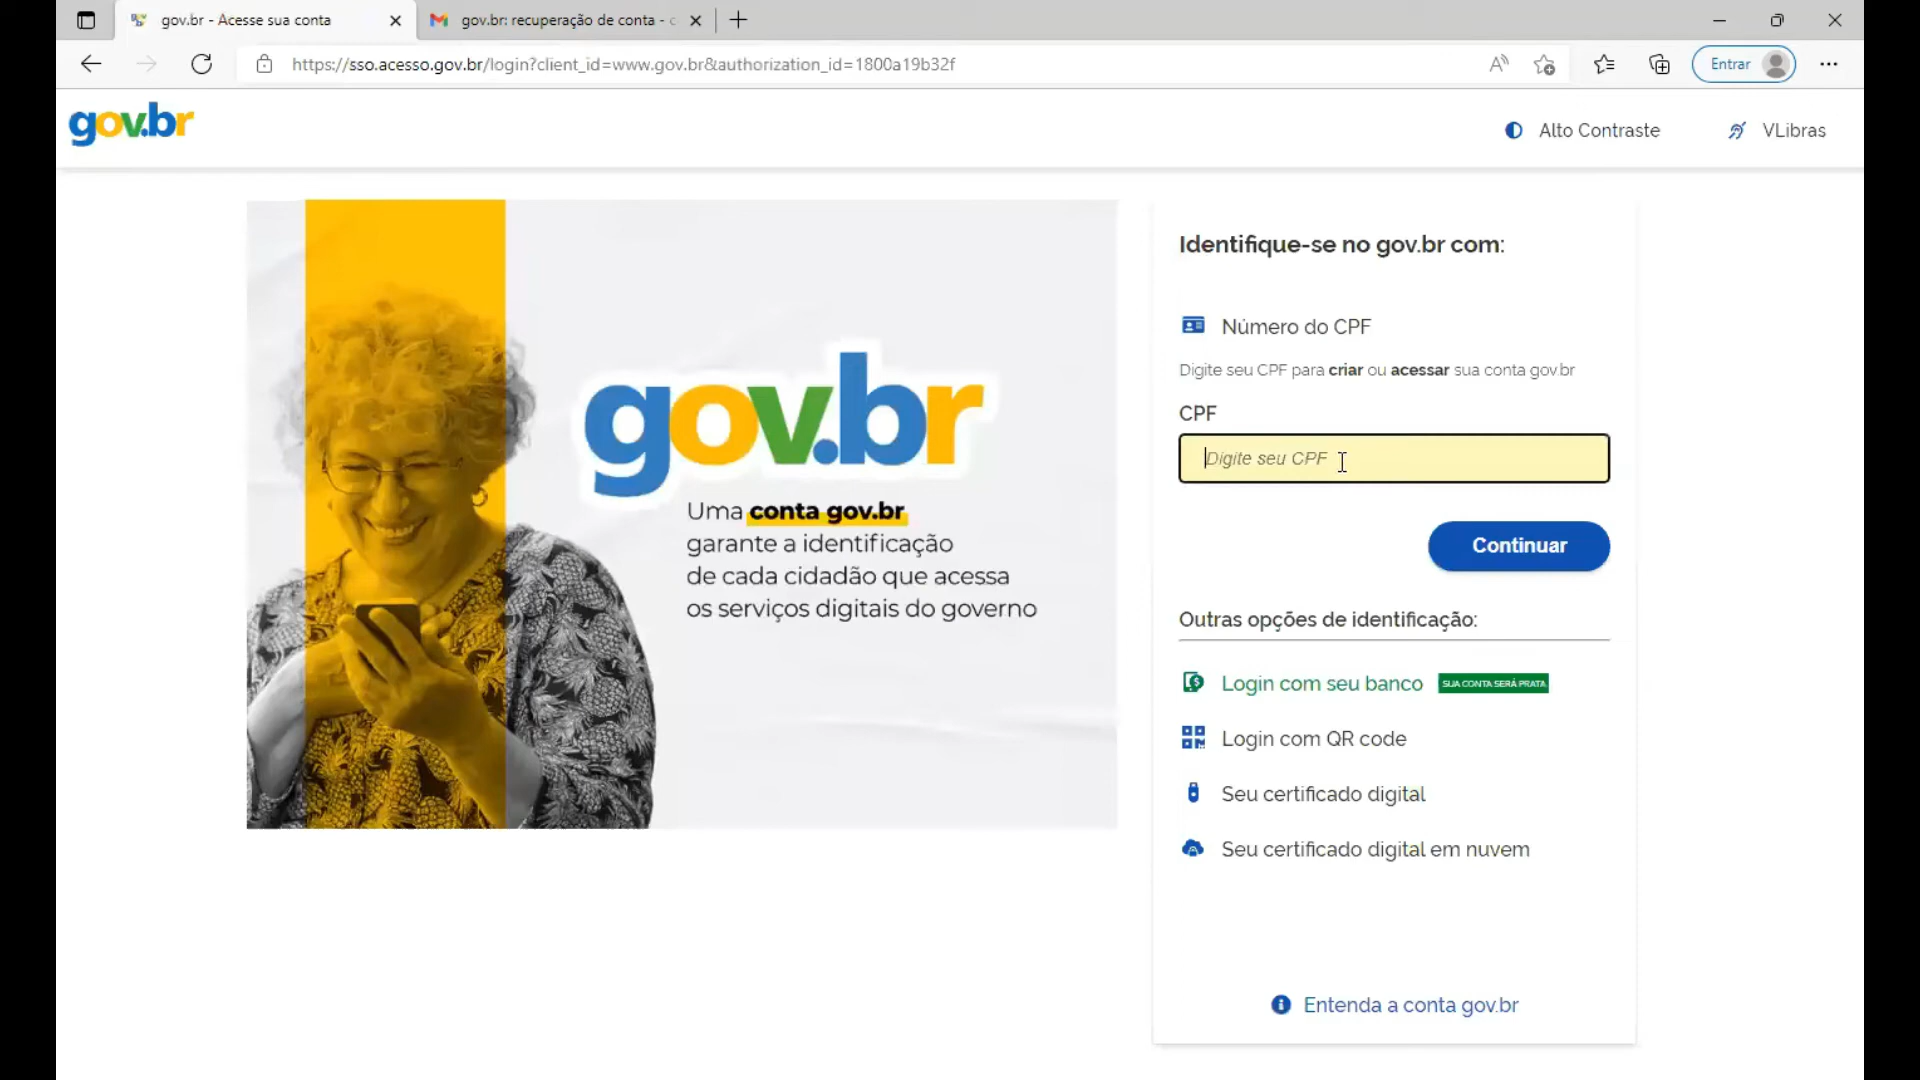 gov.br - Acesse sua conta
gov.br: recuperação de conta -
https://sso.acesso.gov.br/login?client_id=www.gov.br&authorization_id=1800a19b32f
Entrar
gov.br
Alto Contraste
VLibras
gov.br
Uma conta gov.br
garante a identificação
de cada cidadão que acessa
os serviços digitais do governo
Identifique-se no gov.br com:
Número do CPF
Digite seu CPF para criar ou acessar sua conta gov.br
CPF
Digite seu CPF
Continuar
Outras opções de identificação:
Login com seu banco SUA CONTA SERÁ PRATA
Login com QR code
Seu certificado digital
Seu certificado digital em nuvem
Entenda a conta gov.br